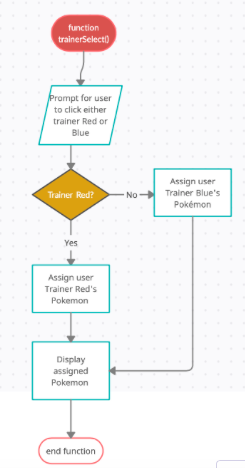 function
trainerSelect()
Prompt for user
to click either
trainer Red or
Blue
Trainer Red?
No
Assign user
Trainer Blue's
Pokémon
Yes
Assign user
Trainer Red's
Pokemon
Display
assigned
Pokemon
end function